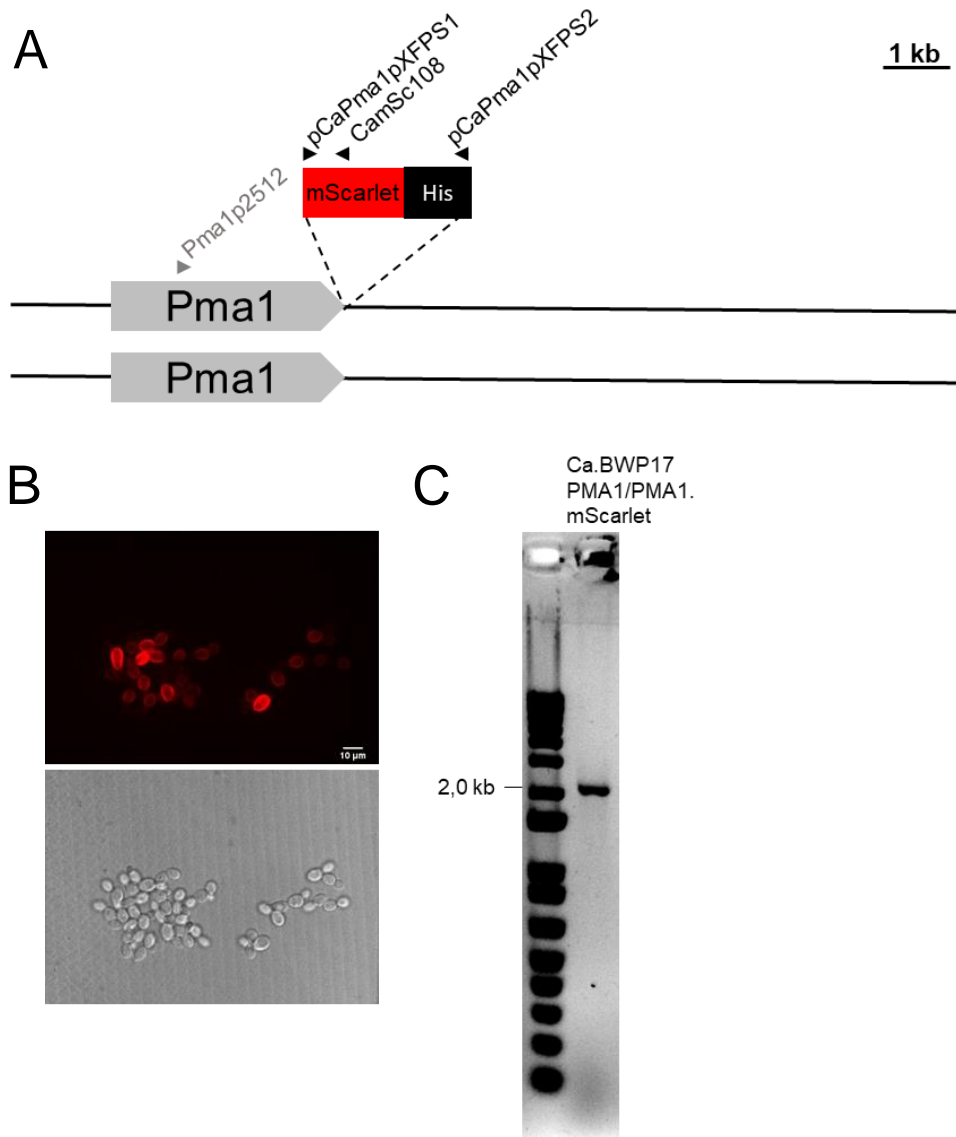 A
1 kb
pCaPma1pXFPS1
CamSc108
pCaPma1pXFPS2
Pma1p2512
mScarlet
His
Pma1
Pma1
B
10 µm
C
Ca.BWP17
PMA1/PMA1.
mScarlet
2,0 kb